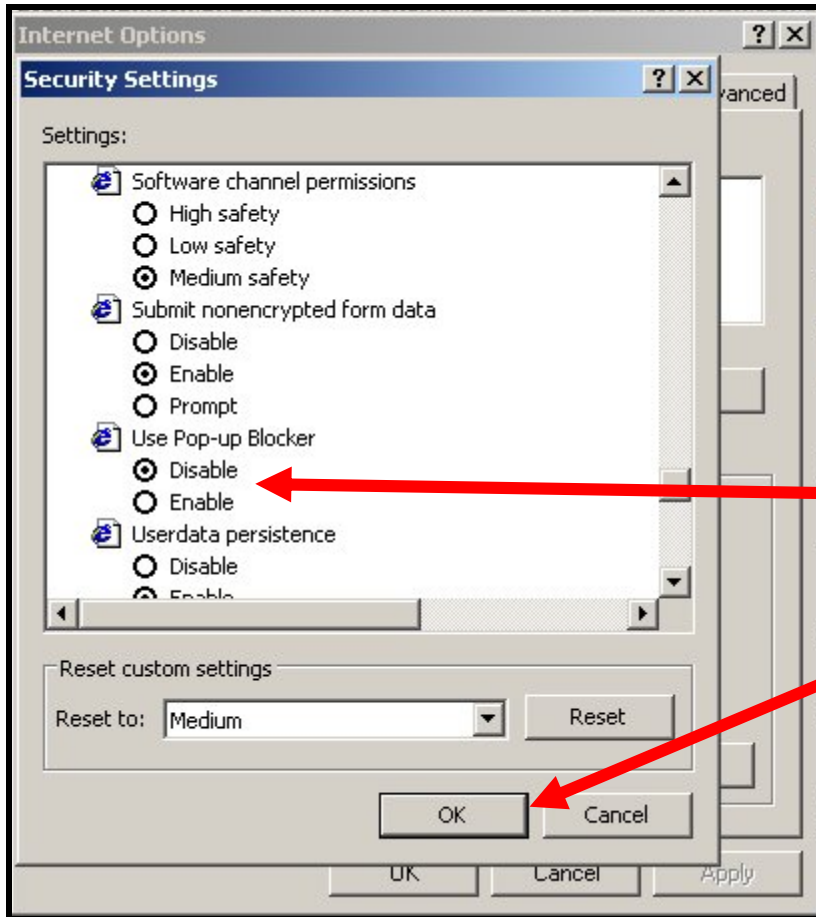 Internet Options
Security Settings
vanced
Settings:
Software channel permissions
High safety
Low safety
Medium safety
Submit nonencrypted form data
Disable
Enable
Prompt
Use Pop-up Blocker
Disable
Enable
Userdata persistence
Disable
Enable
Reset custom settings
Reset to: Medium Reset
OK Cancel
OK Cancel Apply